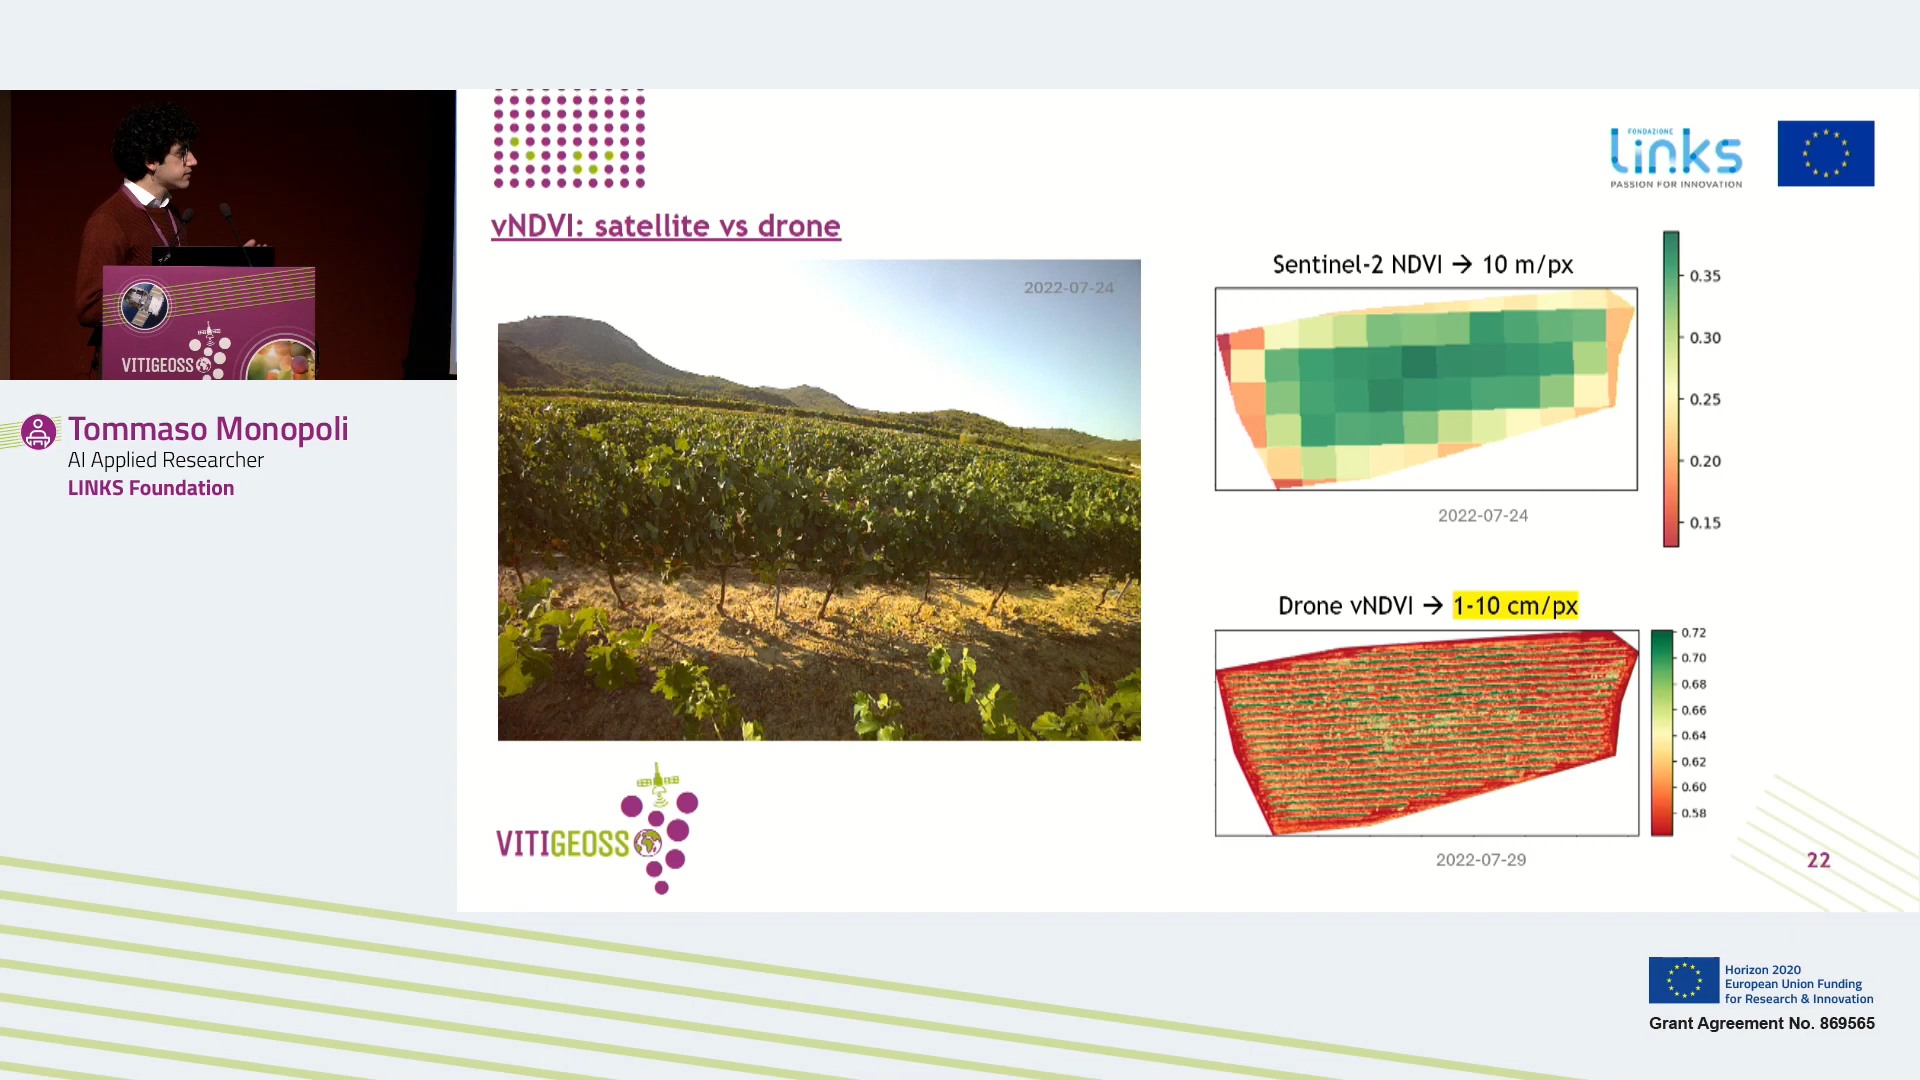 VITIGEOSS
Tommaso Monopoli
AI Applied Researcher
LINKS Foundation
FONDAZIONE
links
PASSION FOR INNOVATION
vNDVI: satellite vs drone
2022-07-24
Sentinel-2 NDVI → 10 m/px
0.35
0.30
0.25
0.20
0.15
2022-07-24
Drone vNDVI → 1-10 cm/px
0.72
0.70
0.68
0.66
0.64
0.62
0.60
0.58
2022-07-29
VITIGEOSS
22
Horizon 2020
European Union Funding
for Research & Innovation
Grant Agreement No. 869565